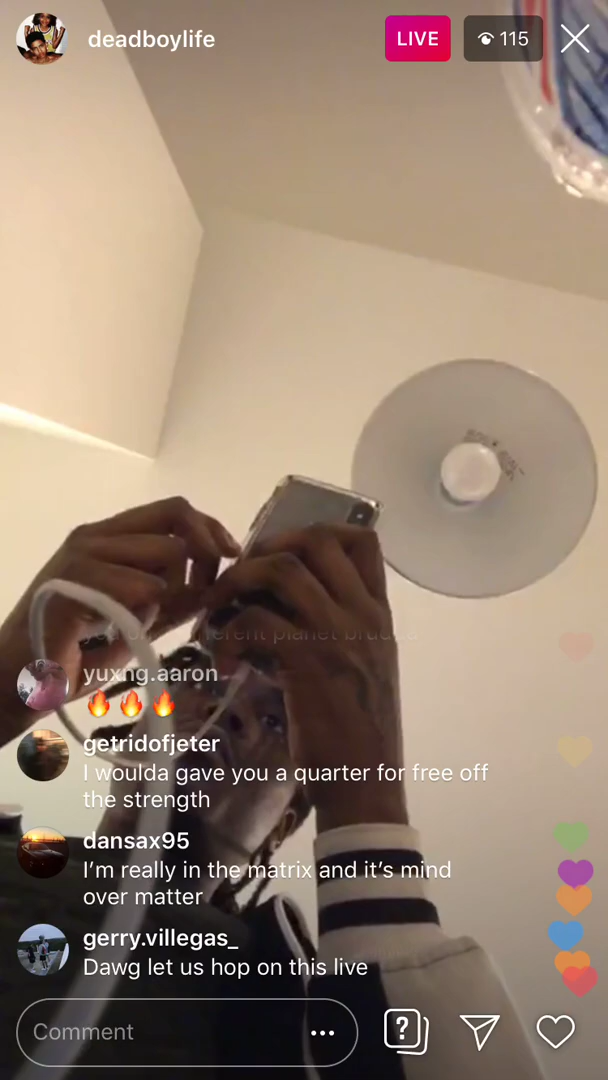 deadboylife
LIVE
115
yuxng.aaron
🔥 🔥 🔥
getridofjeter
I woulda gave you a quarter for free off
the strength
dansax95
I'm really in the matrix and it's mind
over matter
gerry.villegas_
Dawg let us hop on this live
Comment